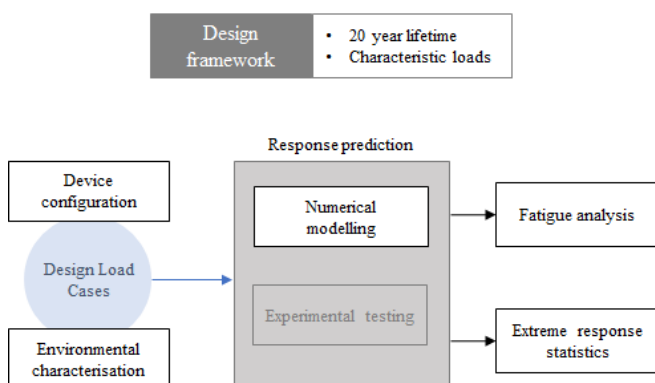 Design
framework
• 20 year lifetime
• Characteristic loads
Response prediction
Device
configuration
Design Load
Cases
Environmental
characterisation
Numerical
modelling
Experimental testing
Fatigue analysis
Extreme response
statistics